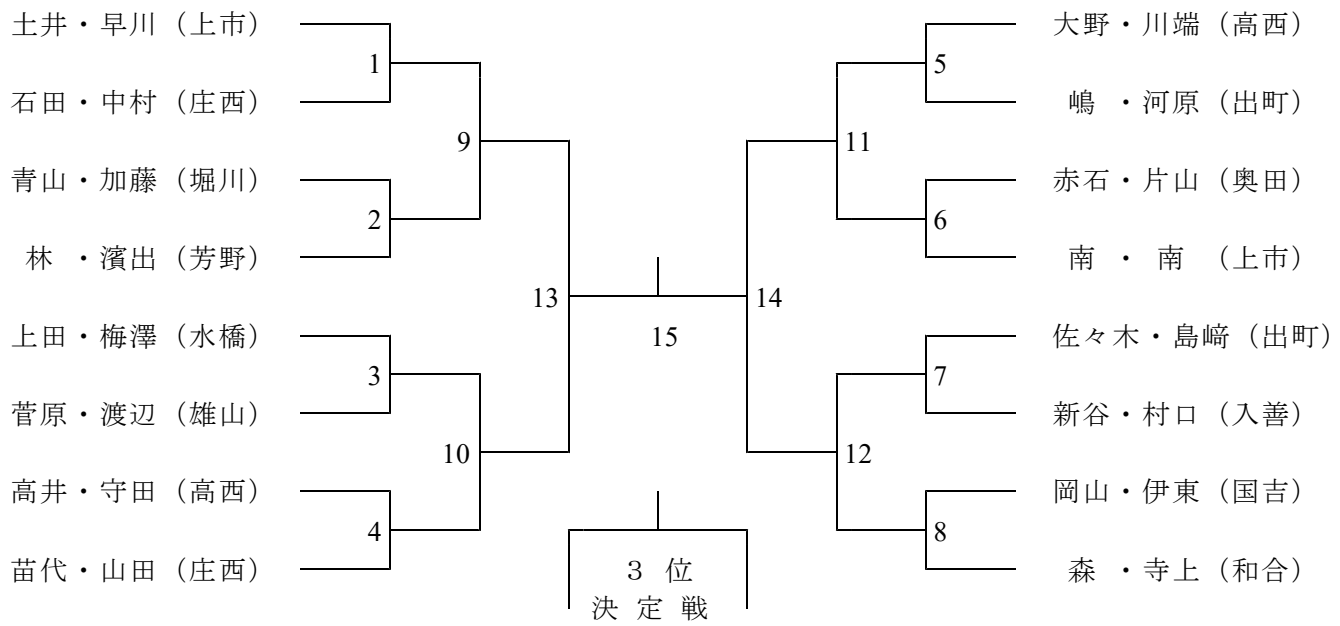 土井・早川（上市）
1
石田・中村（庄西）
9
青山・加藤（堀川）
2
林　・濱出（芳野）
13
上田・梅澤（水橋）
3
菅原・渡辺（雄山）
10
高井・守田（高西）
4
苗代・山田（庄西）
15
３ 位
決 定 戦
大野・川端（高西）
5
嶋　・河原（出町）
11
赤石・片山（奥田）
6
南　・　南　（上市）
14
佐々木・島﨑（出町）
7
新谷・村口（入善）
12
岡山・伊東（国吉）
8
森　・寺上（和合）